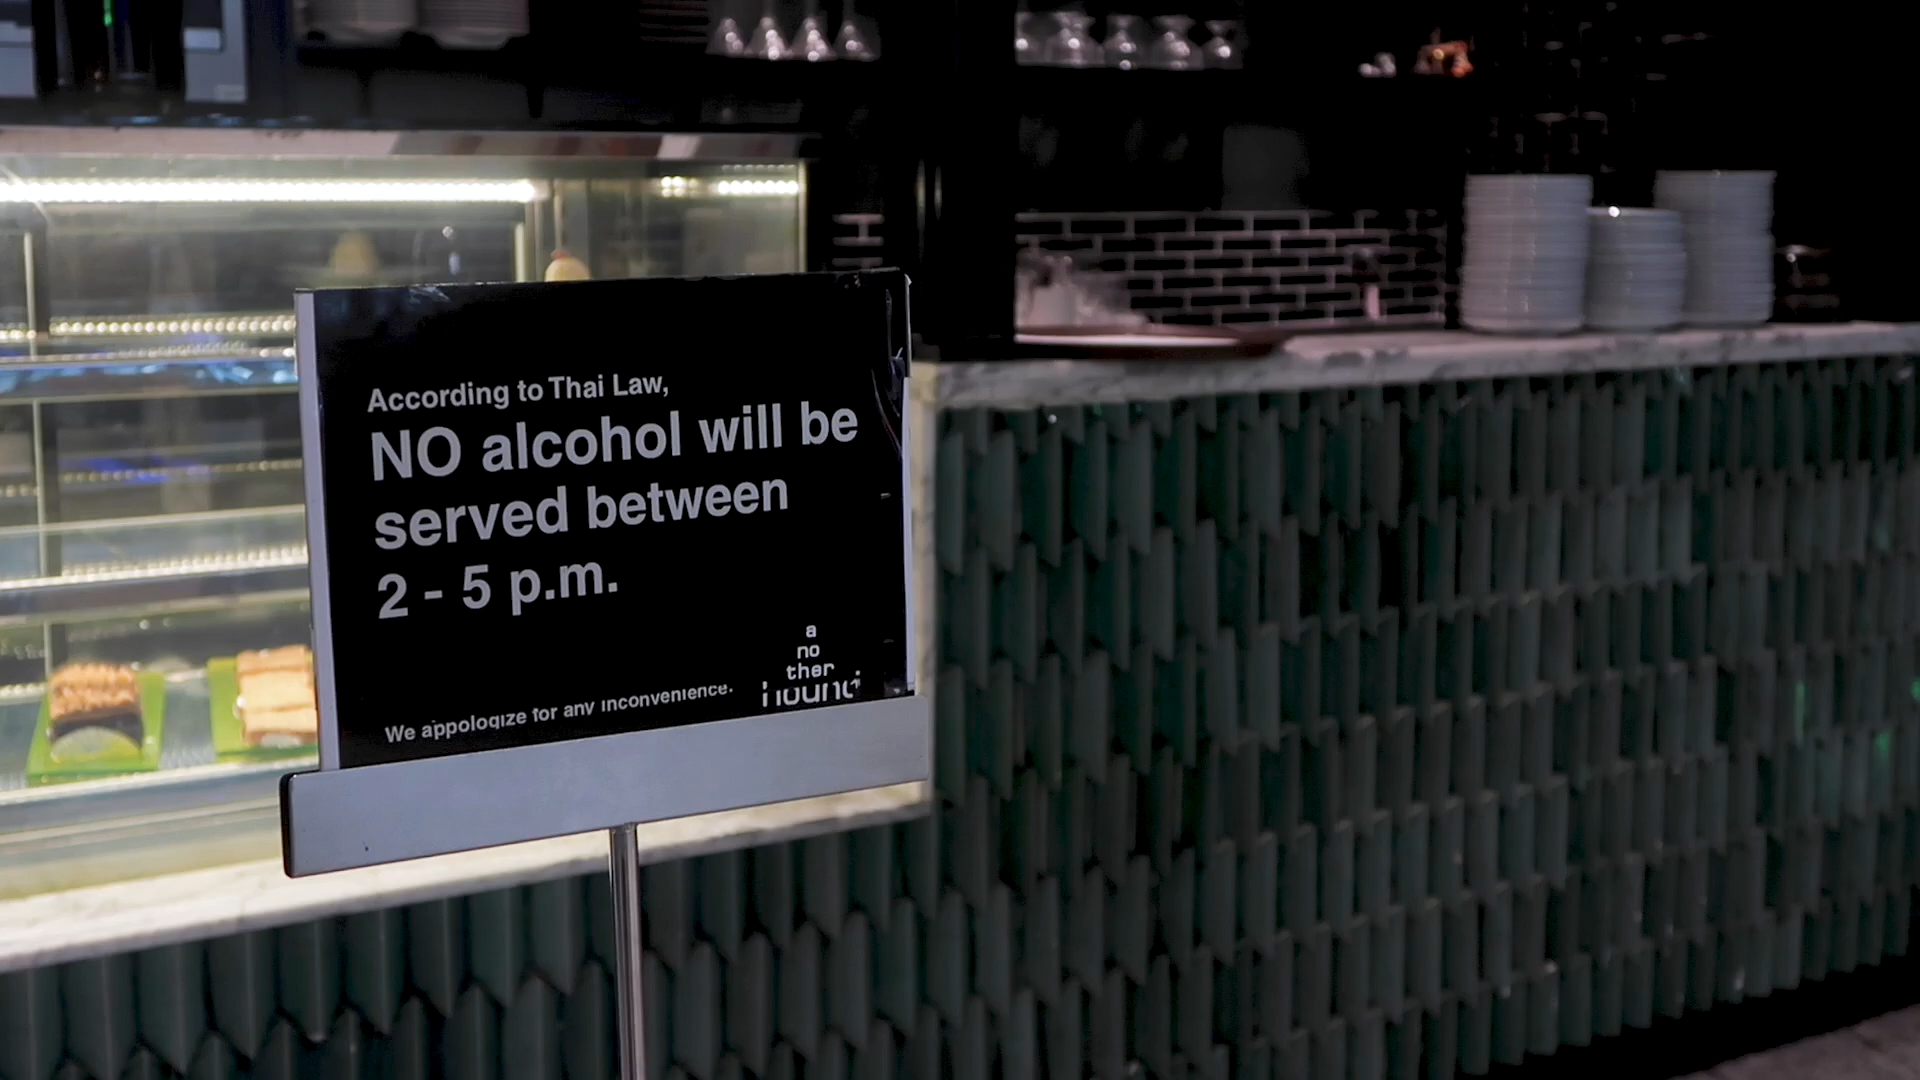 According to Thai Law,
NO alcohol will be
served between
2 - 5 p.m.
We appologize for any inconvenience.
a
no
ther
hound